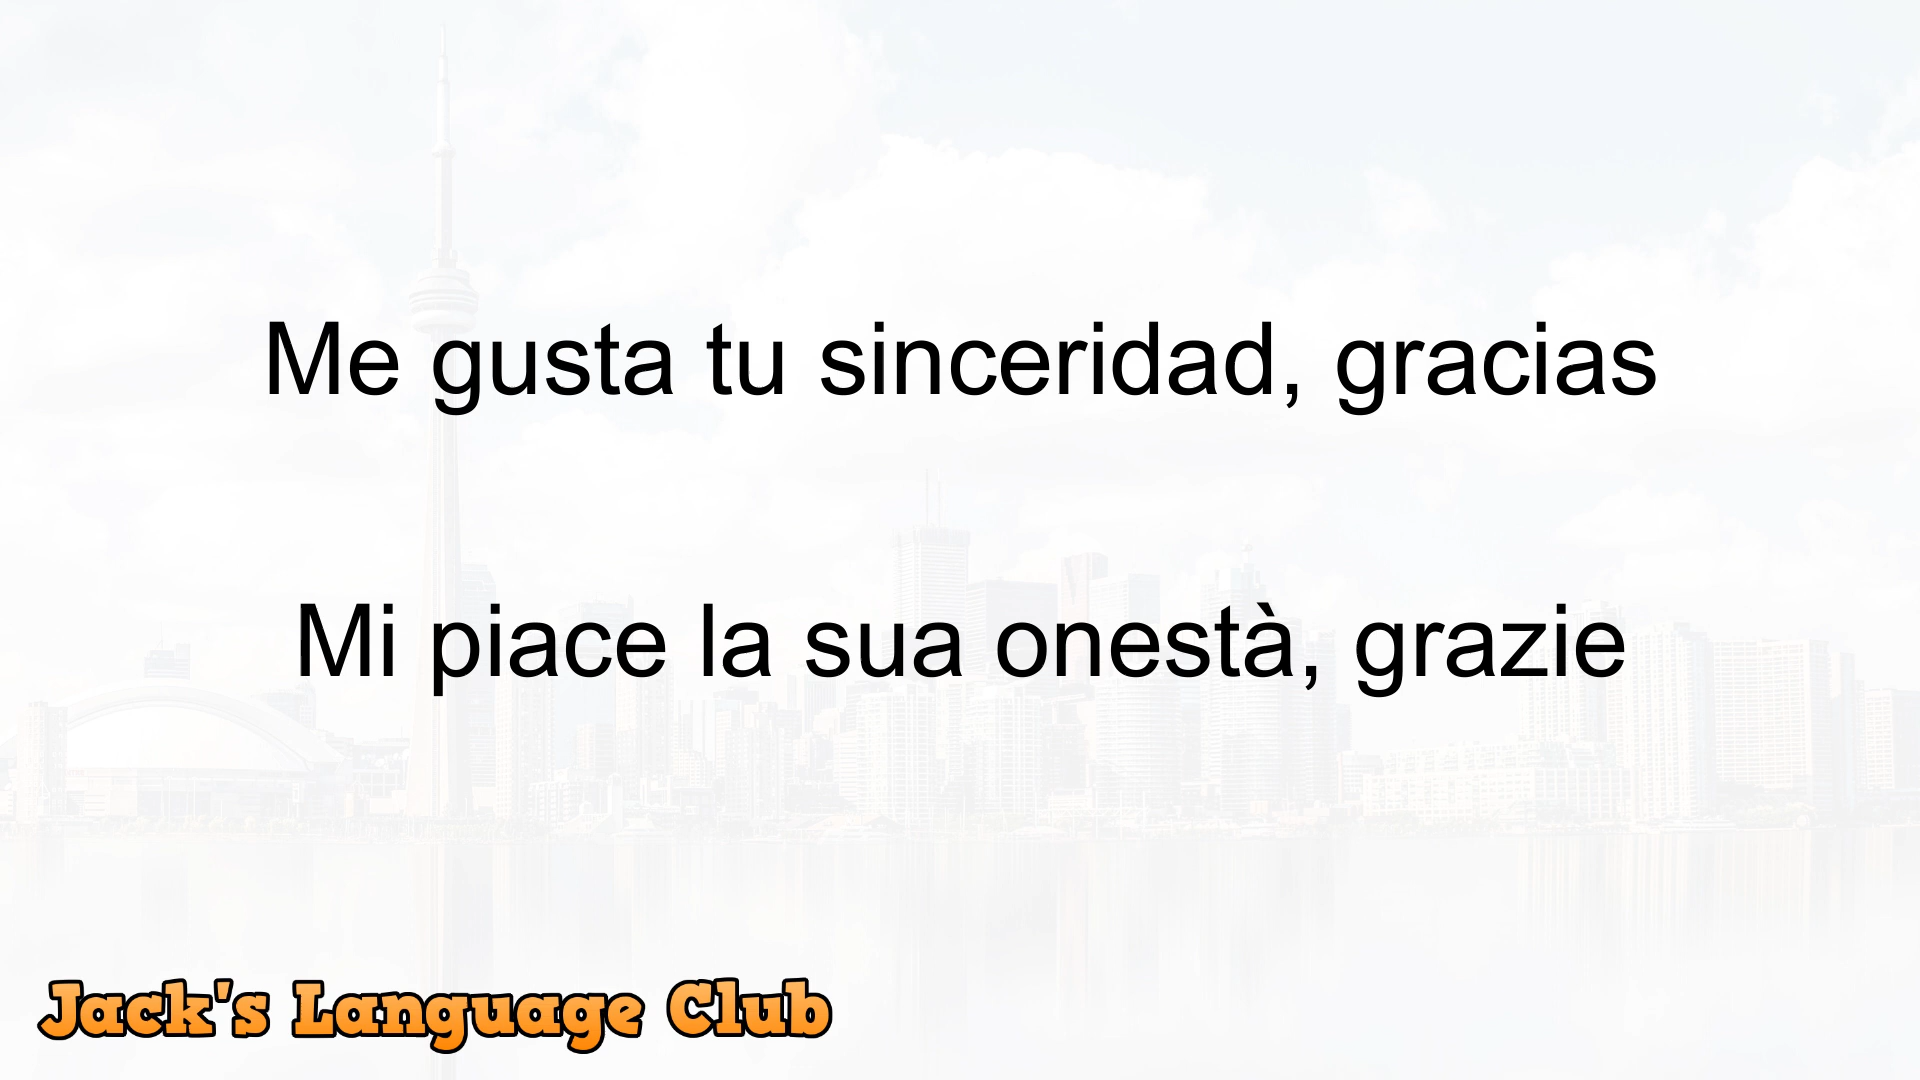 Me gusta tu sinceridad, gracias
Mi piace la sua onestà, grazie
Jack's Language Club